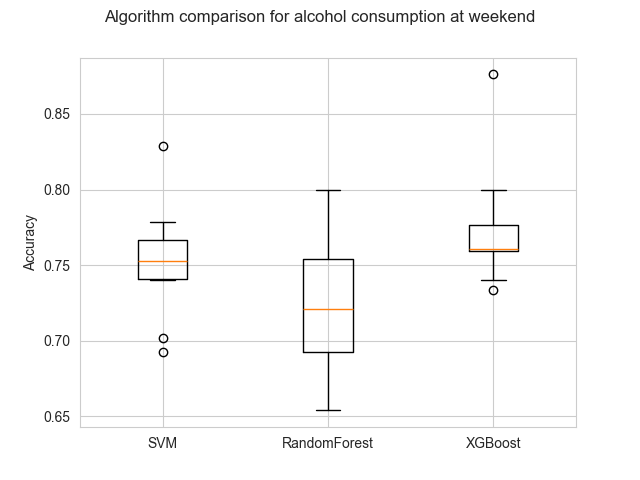 Algorithm comparison for alcohol consumption at weekend
Accuracy
0.85
0.80
0.75
0.70
0.65
SVM RandomForest XGBoost